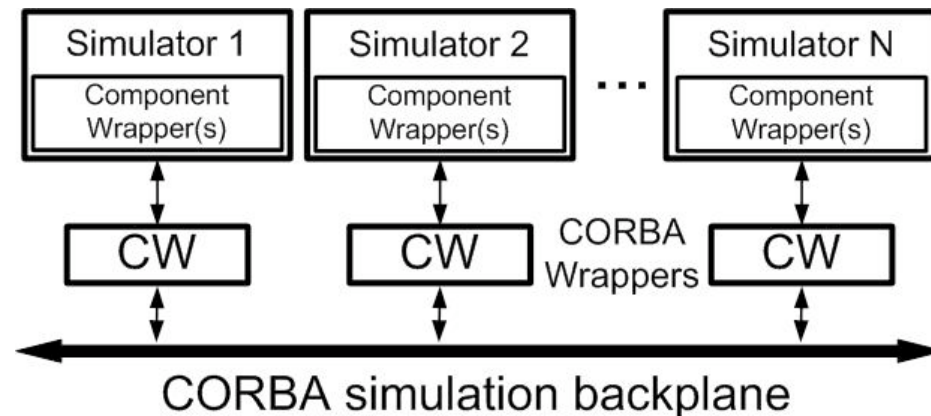 Simulator 1
Component
Wrapper(s)
Simulator 2
Component
Wrapper(s)
...
Simulator N
Component
Wrapper(s)
CW
CW
CORBA
Wrappers
CW
CORBA simulation backplane